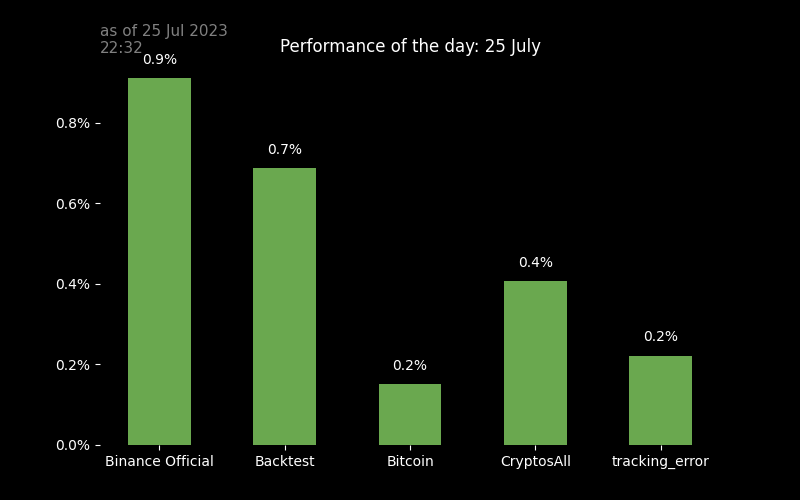 as of 25 Jul 2023
22:32
Performance of the day: 25 July
0.9%
0.7%
0.2%
0.4%
0.2%
0.8%
0.6%
0.4%
0.2%
0.0%
Binance Official
Backtest
Bitcoin
CryptosAll
tracking_error